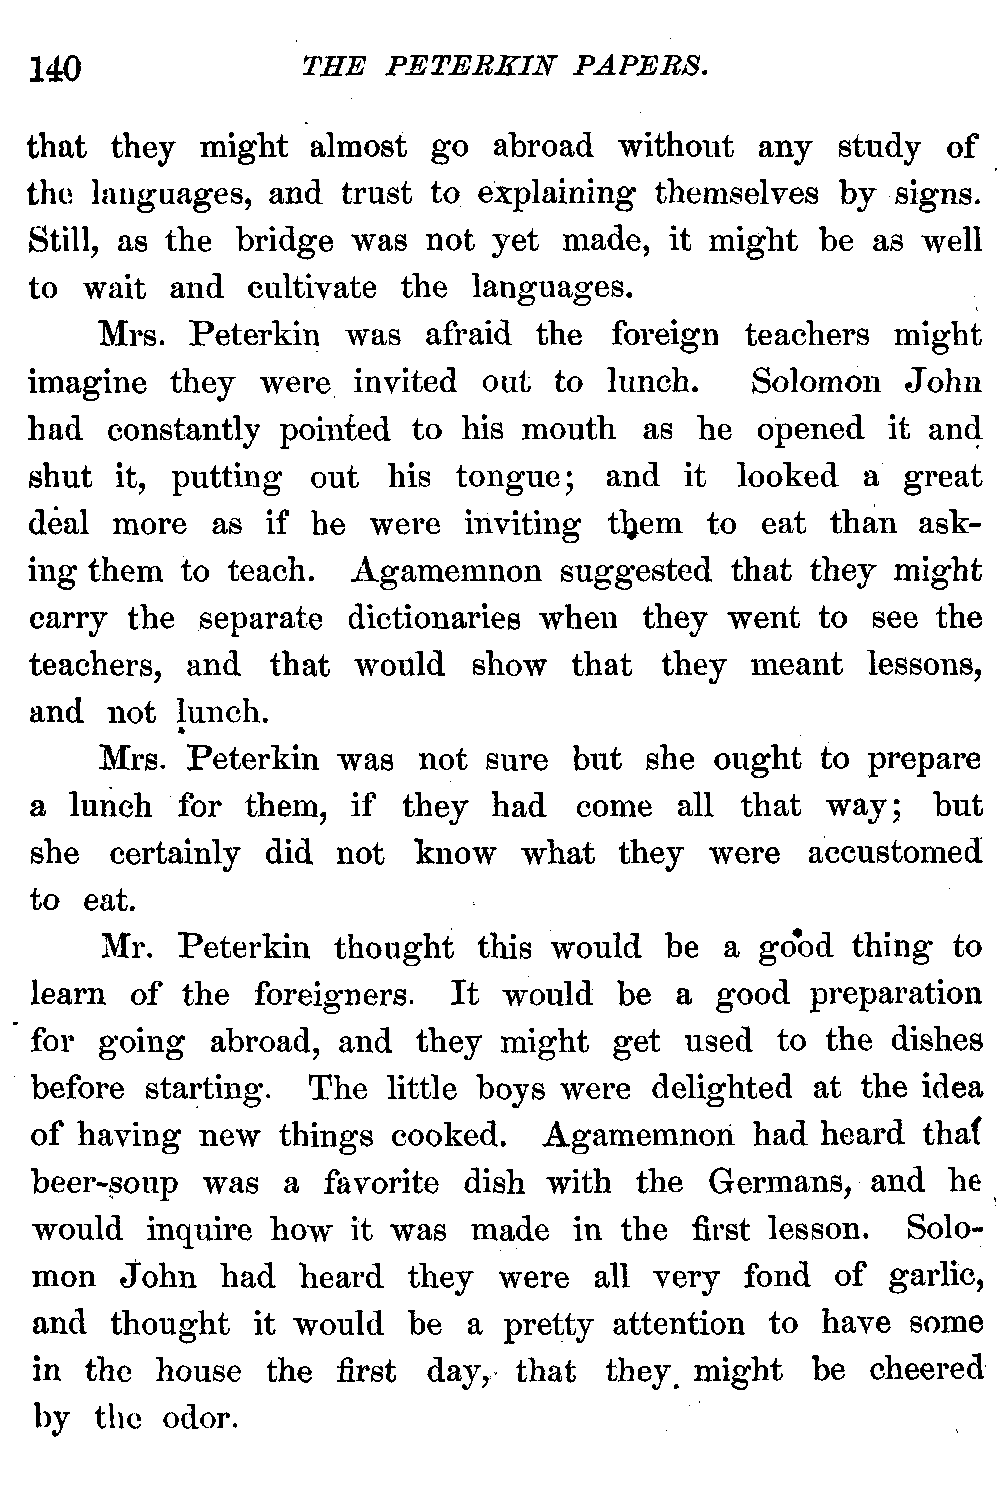 140 THE PETERKIN PAPERS.
that they might almost go abroad without any study of
the languages, and trust to explaining themselves by signs.
Still, as the bridge was not yet made, it might be as well
to wait and cultivate the languages.
Mrs. Peterkin was afraid the foreign teachers might
imagine they were invited out to lunch. Solomon John
had constantly pointed to his mouth as he opened it and
shut it, putting out his tongue; and it looked a great
deal more as if he were inviting them to eat than ask-
ing them to teach. Agamemnon suggested that they might
carry the separate dictionaries when they went to see the
teachers, and that would show that they meant lessons,
and not lunch.
Mrs. Peterkin was not sure but she ought to prepare
a lunch for them, if they had come all that way; but
she certainly did not know what they were accustomed
to eat.
Mr. Peterkin thought this would be a good thing to
learn of the foreigners. It would be a good preparation
for going abroad, and they might get used to the dishes
before starting. The little boys were delighted at the idea
of having new things cooked. Agamemnon had heard that
beer-soup was a favorite dish with the Germans, and he
would inquire how it was made in the first lesson. Solo-
mon John had heard they were all very fond of garlic,
and thought it would be a pretty attention to have some
in the house the first day, that they might be cheered
by the odor.